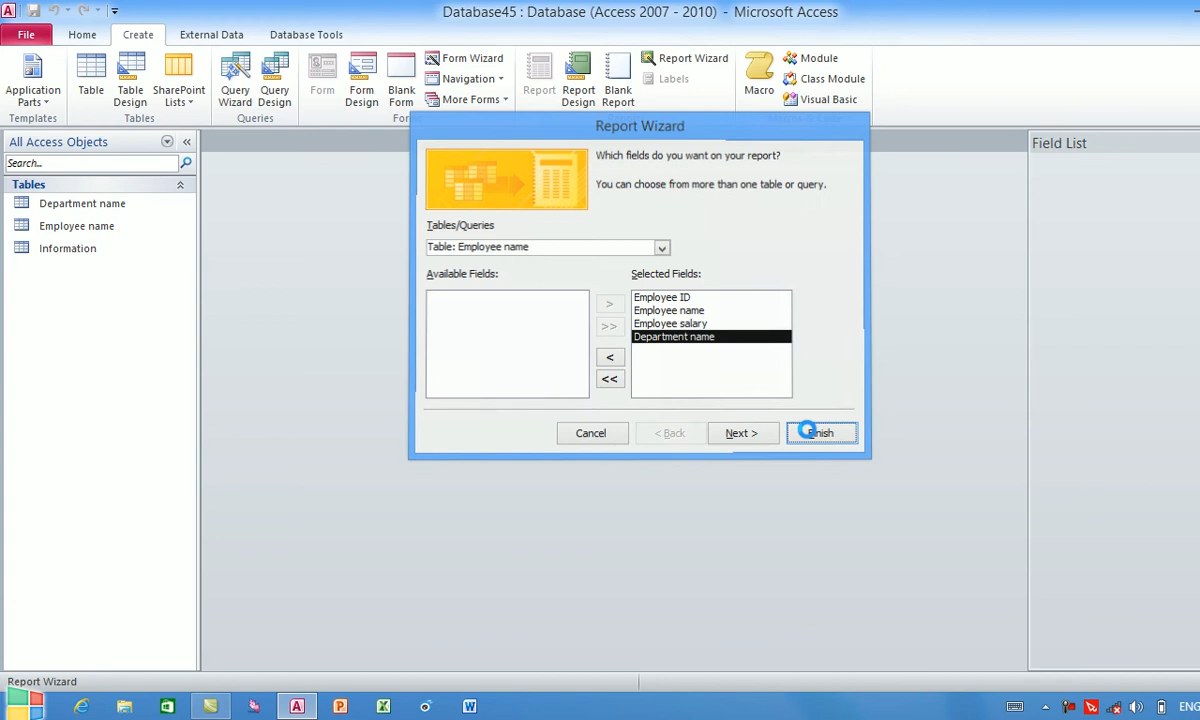 Database45 : Database (Access 2007 - 2010) - Microsoft Access
File Home Create External Data Database Tools
Application Parts
Templates
Table
Table Design
SharePoint Lists
Tables
Query Wizard
Query Design
Queries
Form
Form Design
Blank Form
Form Wizard
Navigation
More Forms
Report
Report Design
Blank Report
Report Wizard
Labels
Macro
Module
Class Module
Visual Basic
All Access Objects «
Search...
Tables
Department name
Employee name
Information
Report Wizard
Which fields do you want on your report?
You can choose from more than one table or query.
Tables/Queries
Table: Employee name
Available Fields:
Selected Fields:
>
>>
<
<<
Employee ID
Employee name
Employee salary
Department name
Cancel
< Back
Next >
Finish
Field List
Report Wizard
ENG